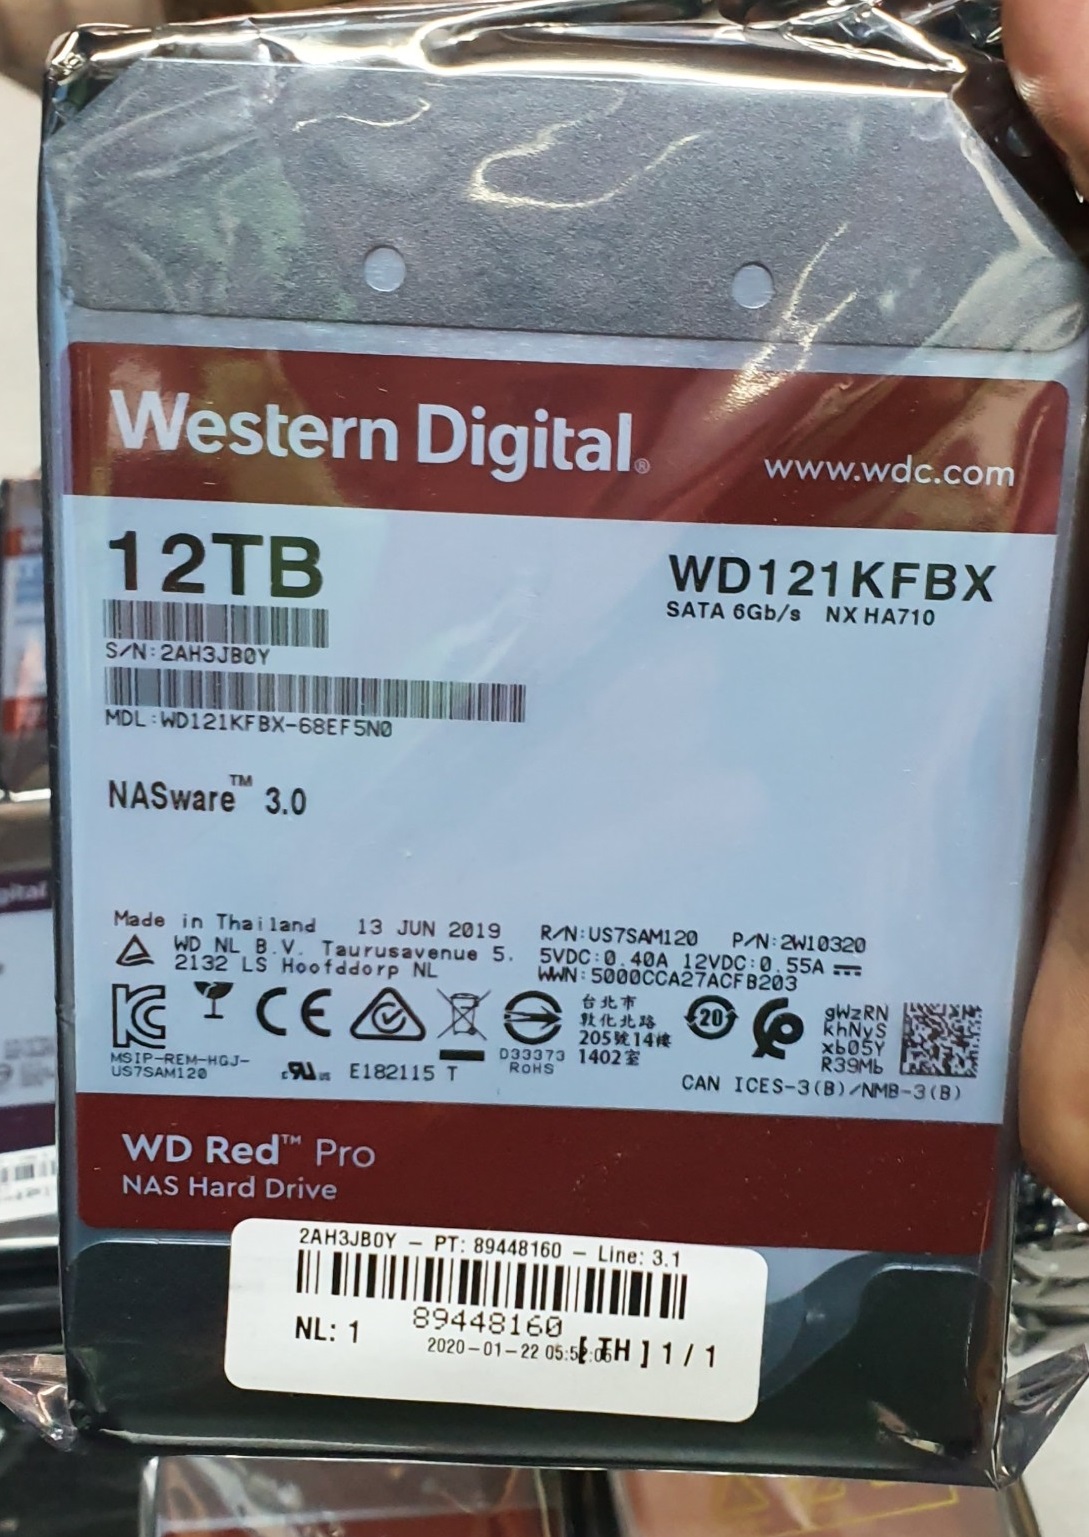 Western Digital®
www.wdc.com
12TB
WD121KFBX
SATA 6Gb/s NX HA710
S/N:2AH3JB0Y
MDL:WD121KFBX-68EF5N0
NASware™ 3.0
Made in Thailand 13 JUN 2019
R/N:US7SAM120 P/N:2W10320
WD NL B.V. Taurusavenue 5.
5VDC:0.40A 12VDC:0.55A
2132 LS Hoofddorp NL
WWN:5000CCA27ACFB203
台北市
敦化北路
205號14樓
1402室
20
gWzRN
KhNyS
xb05Y
R39Mb
MSIP-REM-HGJ-
US7SAM120
c UL us E182115 T
D33373
RoHS
CAN ICES-3(B)/NMB-3(B)
WD Red™ Pro
NAS Hard Drive
2AH3JB0Y – PT: 89448160 – Line: 3.1
89448160
NL: 1
2020-01-22 [ TH ] 1 / 1
gital